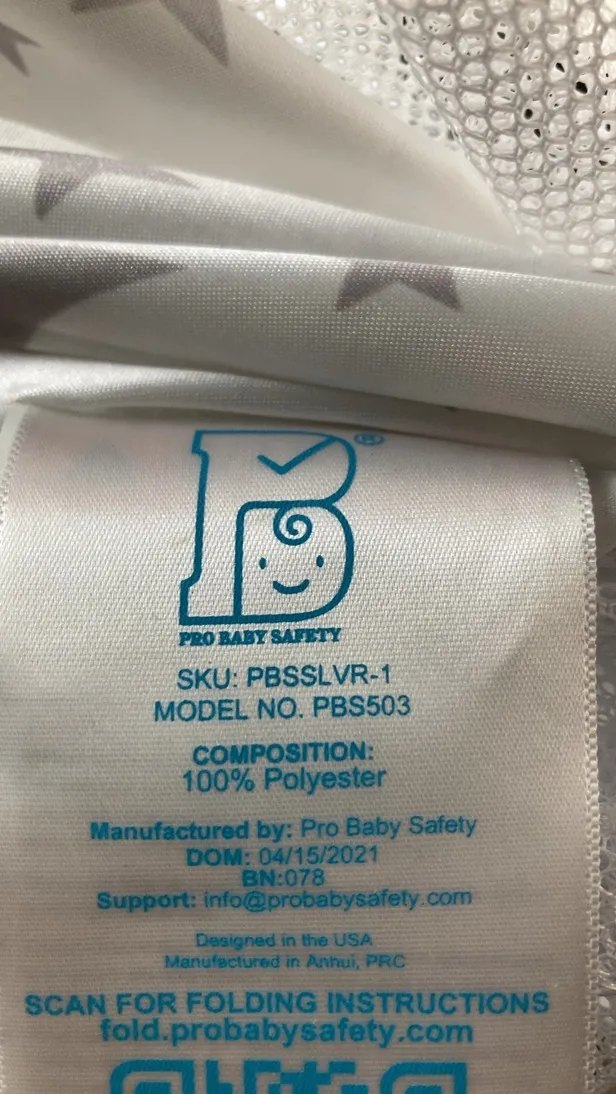 ®
PRO BABY SAFETY
SKU: PBSSLVR-1
MODEL NO. PBS503
COMPOSITION:
100% Polyester
Manufactured by: Pro Baby Safety
DOM: 04/15/2021
BN:078
Support: info@probabysafety.com
Designed in the USA
Manufactured in Anhui, PRC
SCAN FOR FOLDING INSTRUCTIONS
fold.probabysafety.com